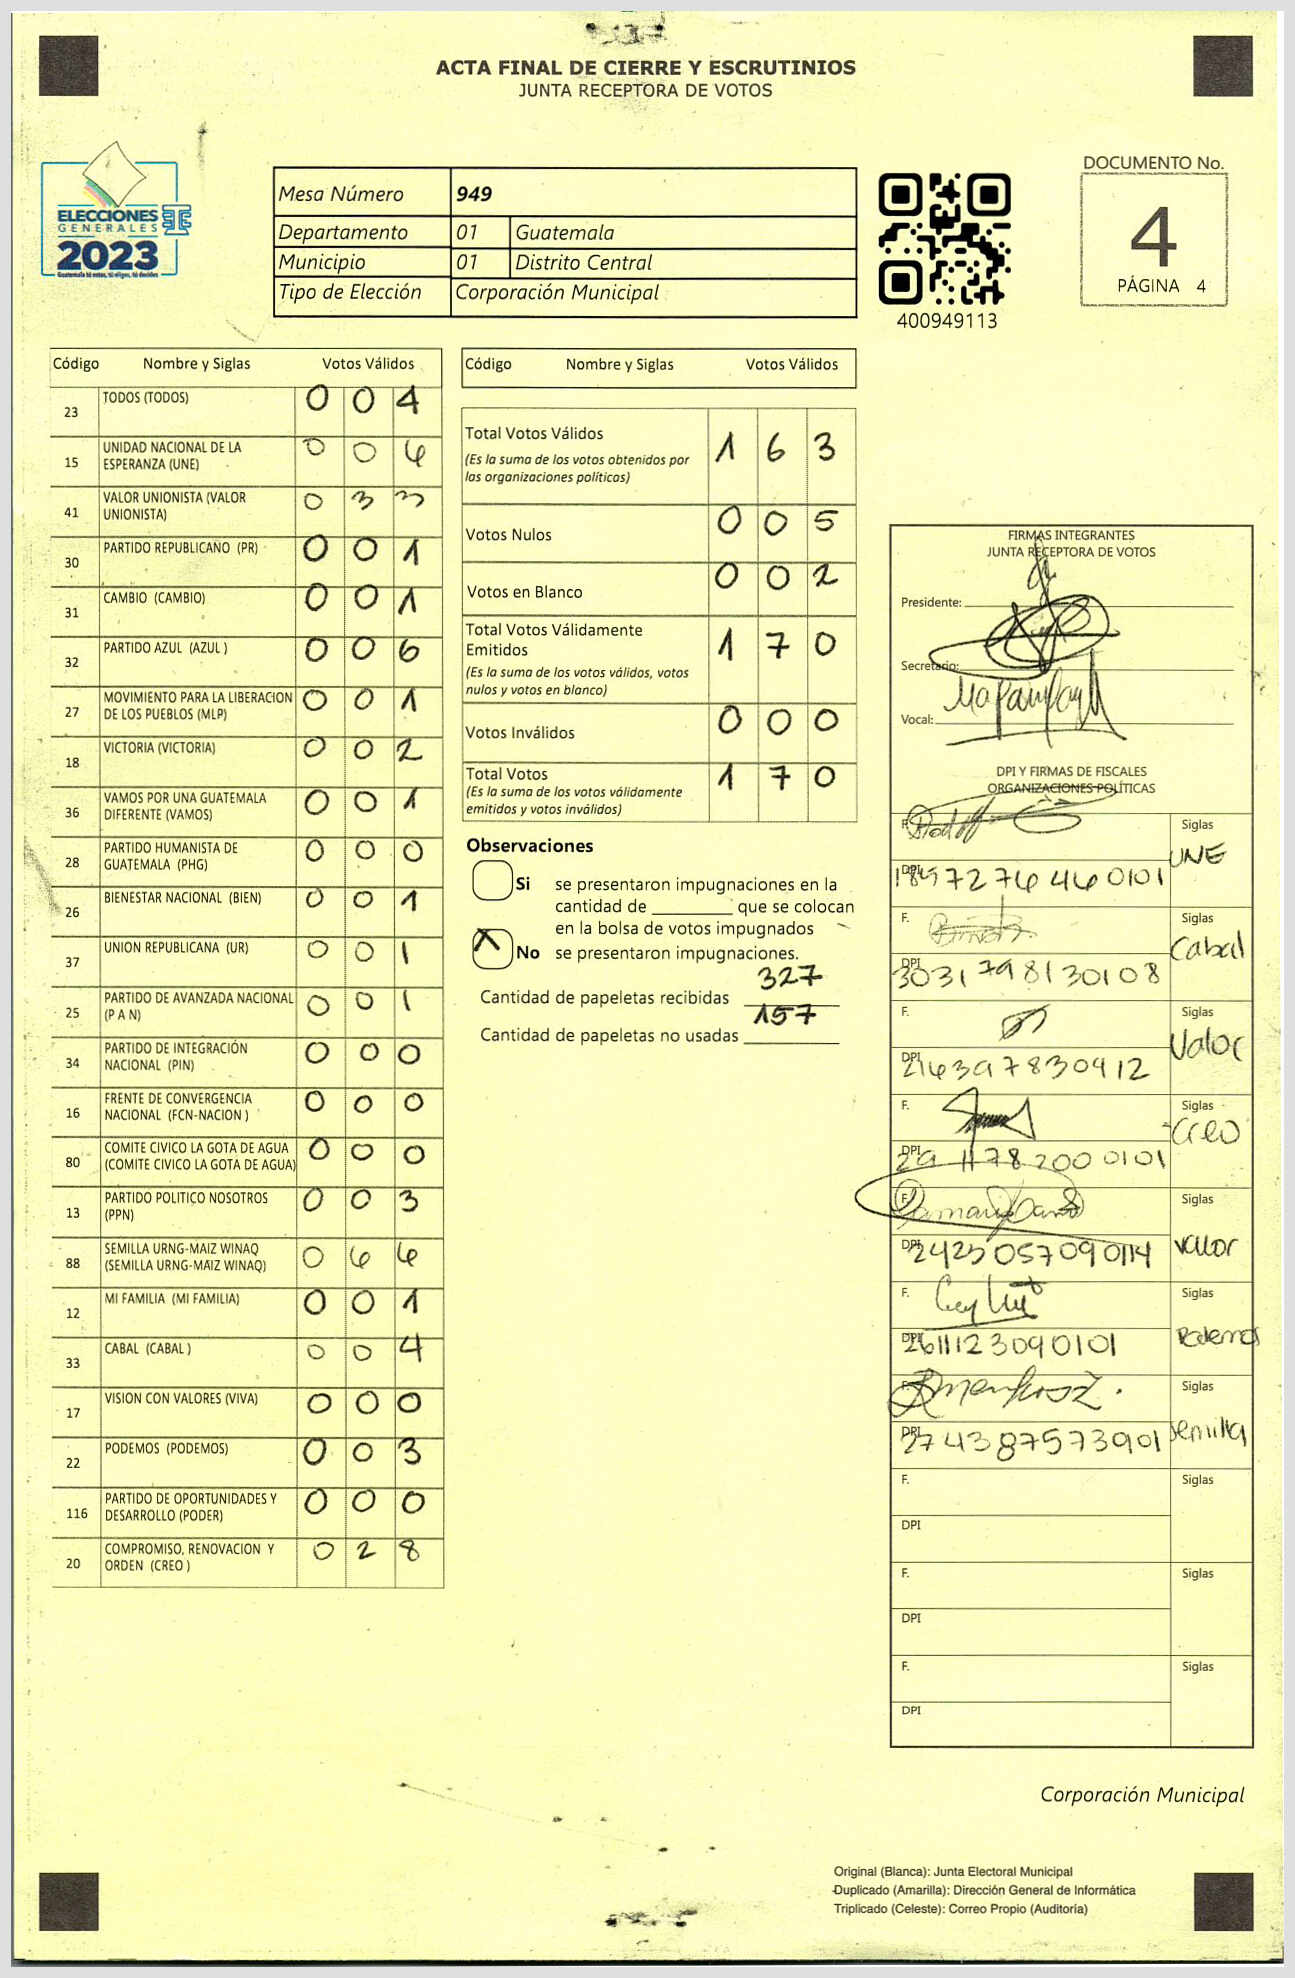 ACTA FINAL DE CIERRE Y ESCRUTINIOS
JUNTA RECEPTORA DE VOTOS
ELECCIONES
GENERALES
2023
Guatemala tú votas, tú eliges, tú decides
Mesa Número 949
Departamento 01 Guatemala
Municipio 01 Distrito Central
Tipo de Elección Corporación Municipal
400949113
DOCUMENTO No.
4
PÁGINA 4
Código Nombre y Siglas Votos Válidos
23 TODOS (TODOS) 0 0 4
15 UNIDAD NACIONAL DE LA ESPERANZA (UNE) 0 0 6
41 VALOR UNIONISTA (VALOR UNIONISTA) 0 3 3
30 PARTIDO REPUBLICANO (PR) 0 0 1
31 CAMBIO (CAMBIO) 0 0 1
32 PARTIDO AZUL (AZUL ) 0 0 6
27 MOVIMIENTO PARA LA LIBERACION DE LOS PUEBLOS (MLP) 0 0 1
18 VICTORIA (VICTORIA) 0 0 2
36 VAMOS POR UNA GUATEMALA DIFERENTE (VAMOS) 0 0 1
28 PARTIDO HUMANISTA DE GUATEMALA (PHG) 0 0 0
26 BIENESTAR NACIONAL (BIEN) 0 0 1
37 UNION REPUBLICANA (UR) 0 0 1
25 PARTIDO DE AVANZADA NACIONAL (P A N) 0 0 1
34 PARTIDO DE INTEGRACIÓN NACIONAL (PIN) 0 0 0
16 FRENTE DE CONVERGENCIA NACIONAL (FCN-NACION ) 0 0 0
80 COMITE CIVICO LA GOTA DE AGUA (COMITE CIVICO LA GOTA DE AGUA) 0 0 0
13 PARTIDO POLITICO NOSOTROS (PPN) 0 0 3
88 SEMILLA URNG-MAIZ WINAQ (SEMILLA URNG-MAIZ WINAQ) 0 6 6
12 MI FAMILIA (MI FAMILIA) 0 0 1
33 CABAL (CABAL ) 0 0 4
17 VISION CON VALORES (VIVA) 0 0 0
22 PODEMOS (PODEMOS) 0 0 3
116 PARTIDO DE OPORTUNIDADES Y DESARROLLO (PODER) 0 0 0
20 COMPROMISO, RENOVACION Y ORDEN (CREO ) 0 2 8
Código Nombre y Siglas Votos Válidos
Total Votos Válidos 1 6 3
(Es la suma de los votos obtenidos por
las organizaciones políticos)
Votos Nulos 0 0 5
Votos en Blanco 0 0 2
Total Votos Válidamente
Emitidos 1 7 0
(Es la suma de los votos válidos, votos
nulos y votos en blanco)
Votos Inválidos 0 0 0
Total Votos 1 7 0
(Es la suma de los votos válidamente
emitidos y votos inválidos)
Observaciones
Si se presentaron impugnaciones en la
cantidad de ________ que se colocan
en la bolsa de votos impugnados
X No se presentaron impugnaciones.
Cantidad de papeletas recibidas 327
Cantidad de papeletas no usadas 157
FIRMAS INTEGRANTES
JUNTA RECEPTORA DE VOTOS
Presidente:
Secretario:
Vocal:
DPI Y FIRMAS DE FISCALES
ORGANIZACIONES POLÍTICAS
F. Siglas UNE
DPI
F. Siglas Cabal
DPI 3031798130108
F. Siglas Valor
DPI 216397830412
F. Siglas Creo
DPI 2911782000101
F. Siglas valor
DPI 2425057090114
F. Siglas Podemos
DPI 2611123090101
F. Siglas Semilla
DPI 2743875573901
F. Siglas
DPI
F. Siglas
DPI
F. Siglas
DPI
Corporación Municipal
Original (Blanca): Junta Electoral Municipal
Duplicado (Amarilla): Dirección General de Informática
Triplicado (Celeste): Correo Propio (Auditoría)